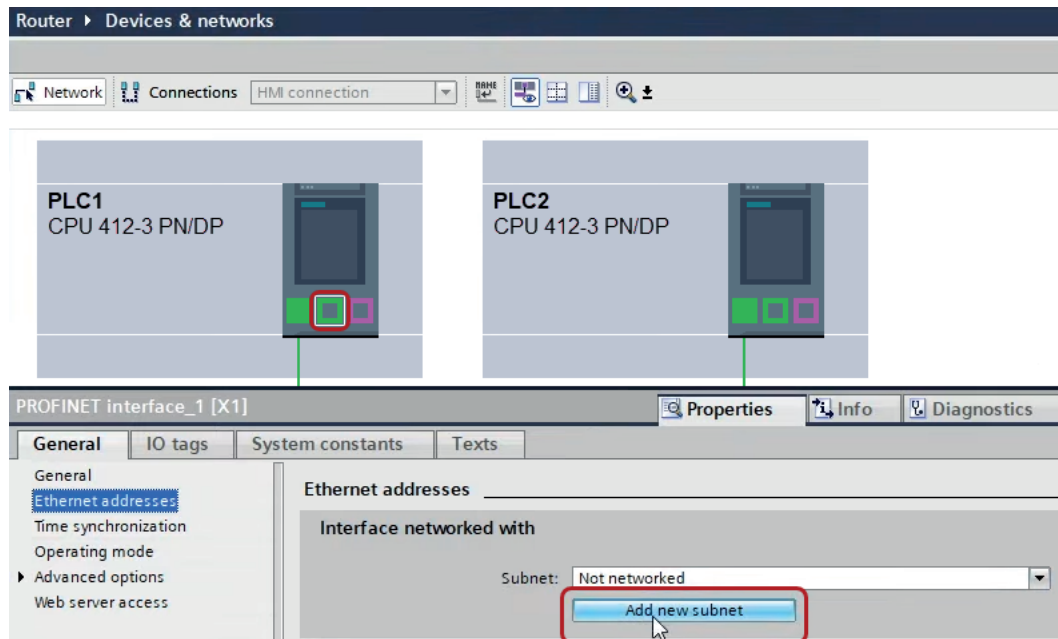 Router ▸ Devices & networks
Network Connections HMI connection
PLC1
CPU 412-3 PN/DP
PLC2
CPU 412-3 PN/DP
PROFINET interface_1 [X1]
Properties Info Diagnostics
General IO tags System constants Texts
General
Ethernet addresses
Time synchronization
Operating mode
Advanced options
Web server access
Ethernet addresses
Interface networked with
Subnet: Not networked
Add new subnet